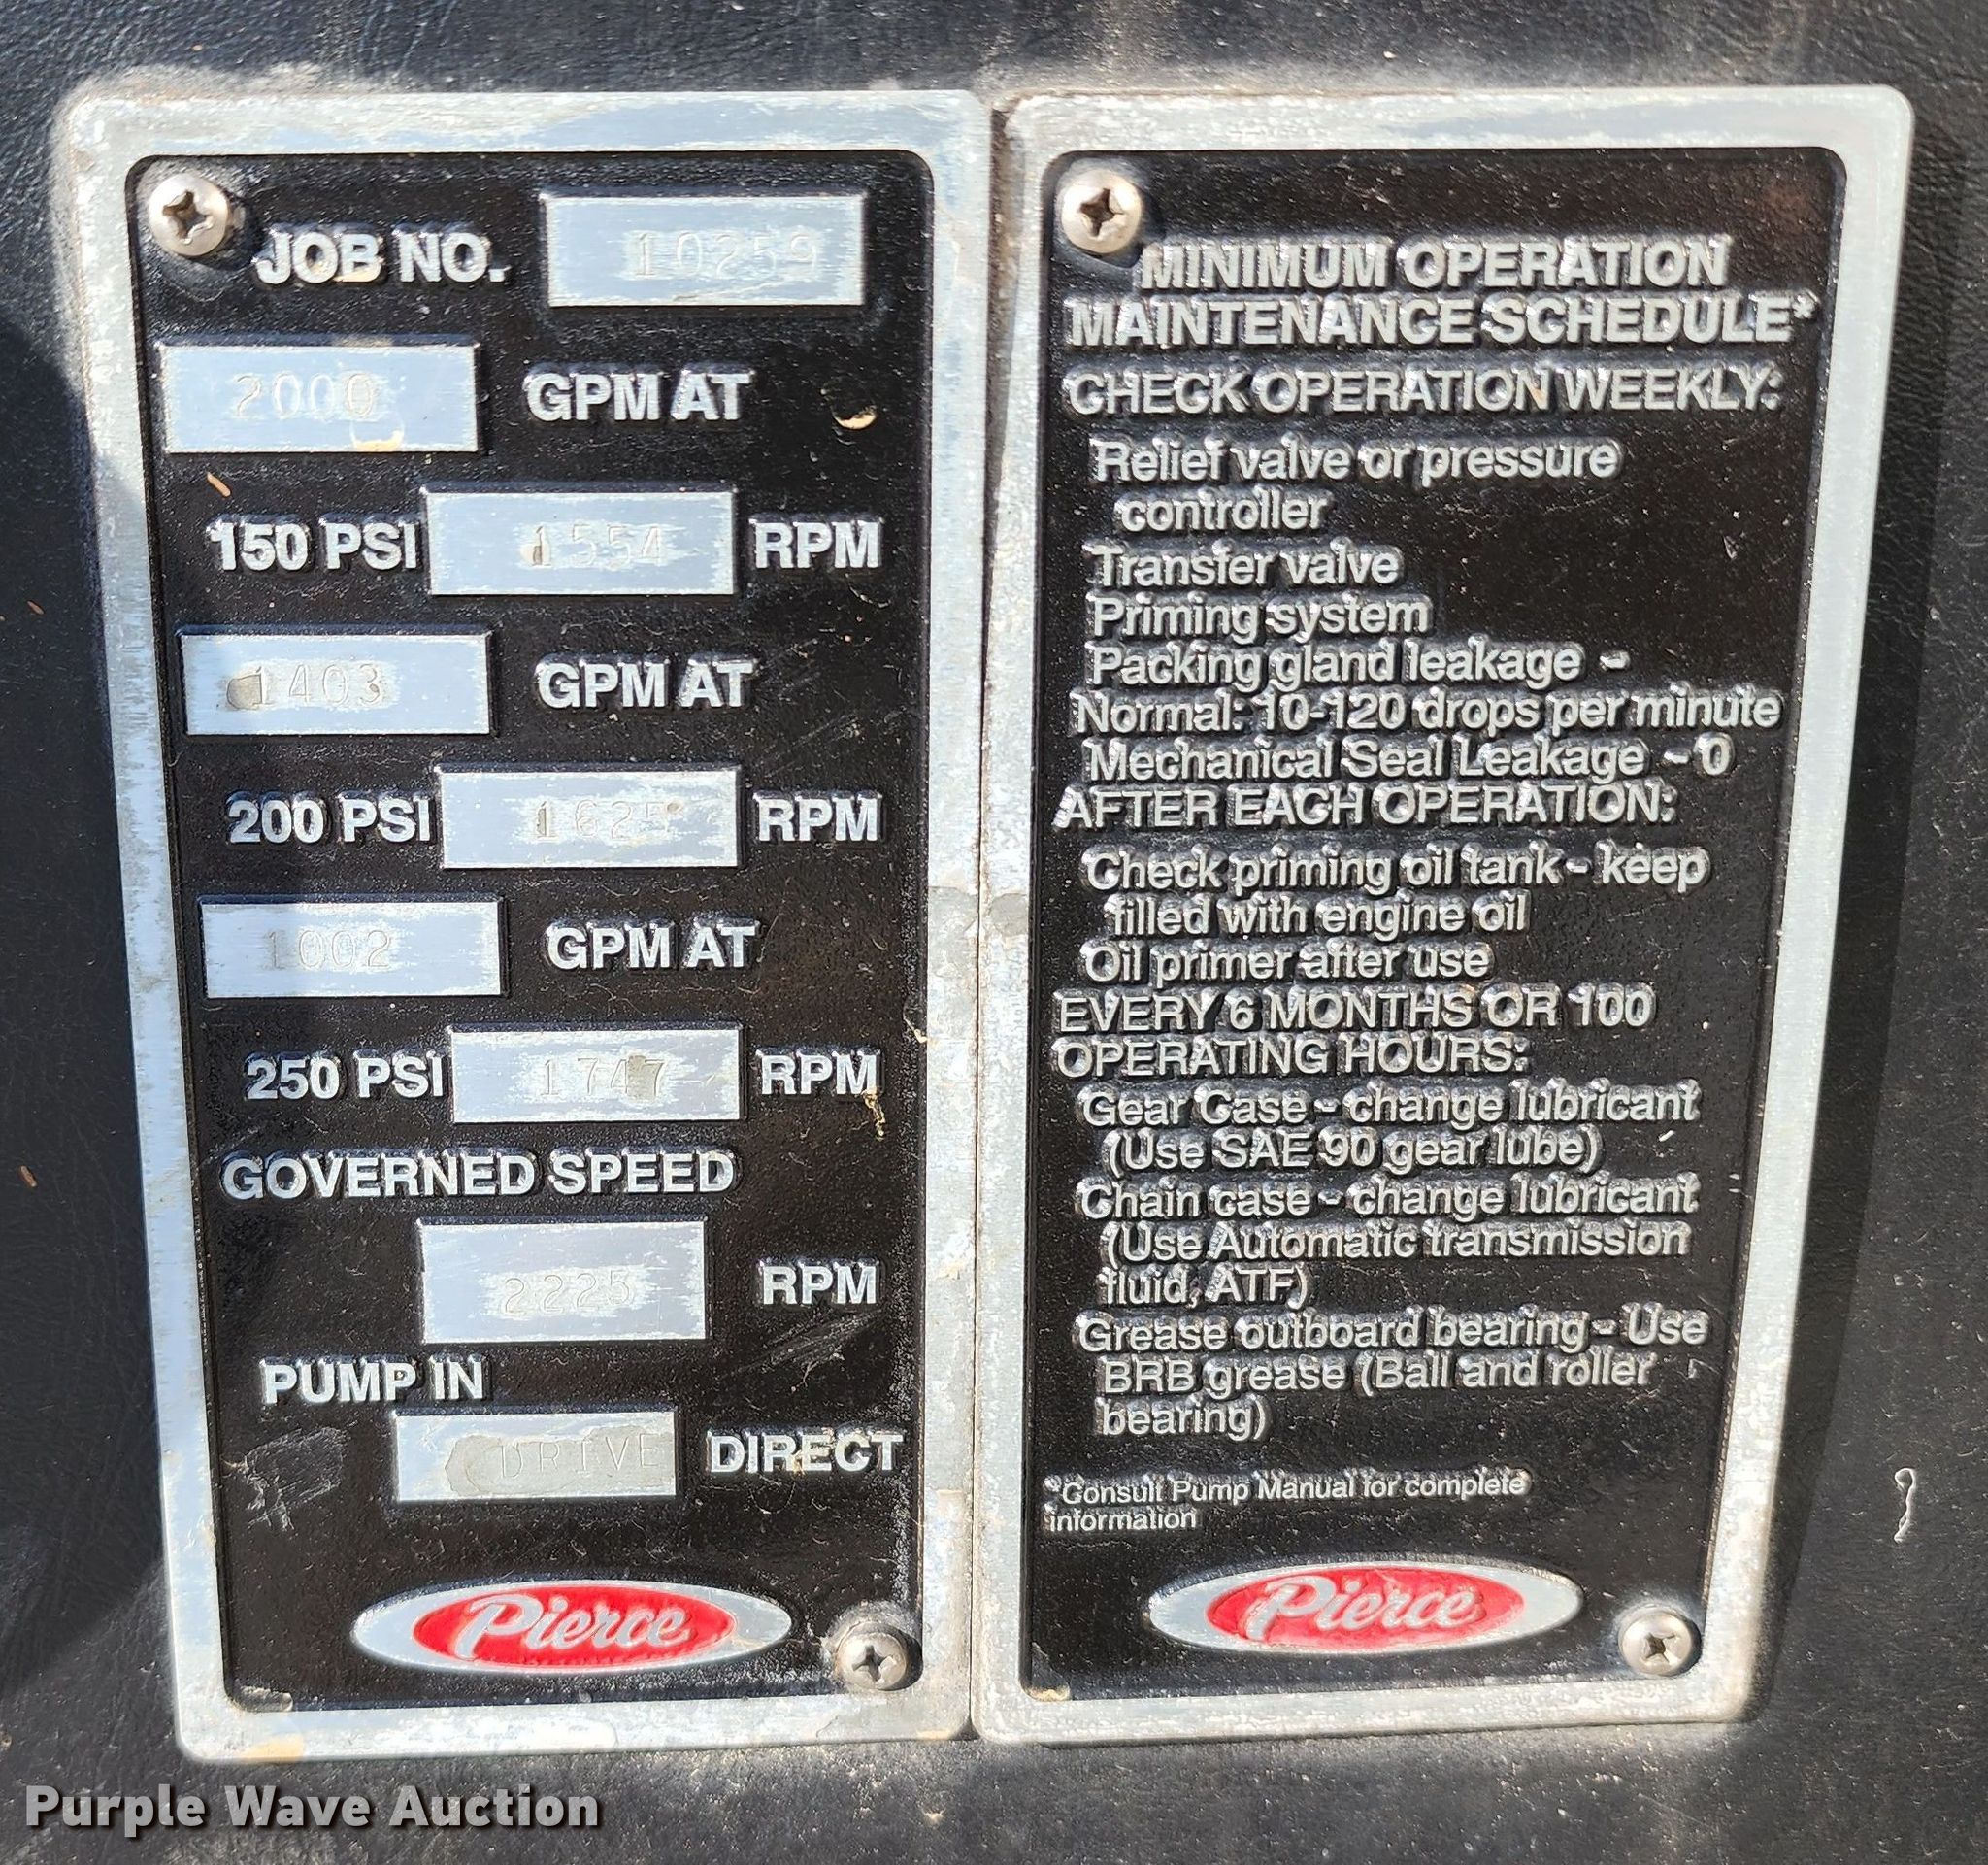 JOB NO. 10259
2000 GPM AT
150 PSI 1554 RPM
1403 GPM AT
200 PSI 1625 RPM
1002 GPM AT
250 PSI 1747 RPM
GOVERNED SPEED
2225 RPM
PUMP IN
DRIVE DIRECT
Pierce
MINIMUM OPERATION
MAINTENANCE SCHEDULE*
CHECK OPERATION WEEKLY:
Relief valve or pressure
controller
Transfer valve
Priming system
Packing gland leakage -
Normal: 10-120 drops per minute
Mechanical Seal Leakage - 0
AFTER EACH OPERATION:
Check priming oil tank - keep
filled with engine oil
Oil primer after use
EVERY 6 MONTHS OR 100
OPERATING HOURS:
Gear Case - change lubricant
(Use SAE 90 gear lube)
Chain case - change lubricant
(Use Automatic transmission
fluid, ATF)
Grease outboard bearing - Use
BRB grease (Ball and roller
bearing)
*Consult Pump Manual for complete
information
Pierce
Purple Wave Auction